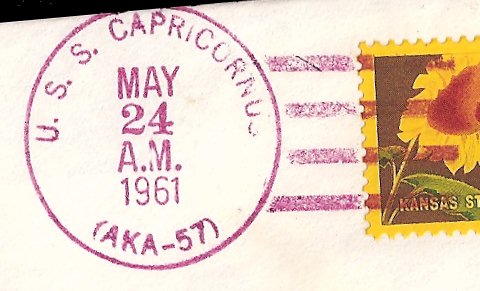 U. S. S. CAPRICORNUS
MAY
24
A.M.
1961
(AKA-57)
KANSAS ST